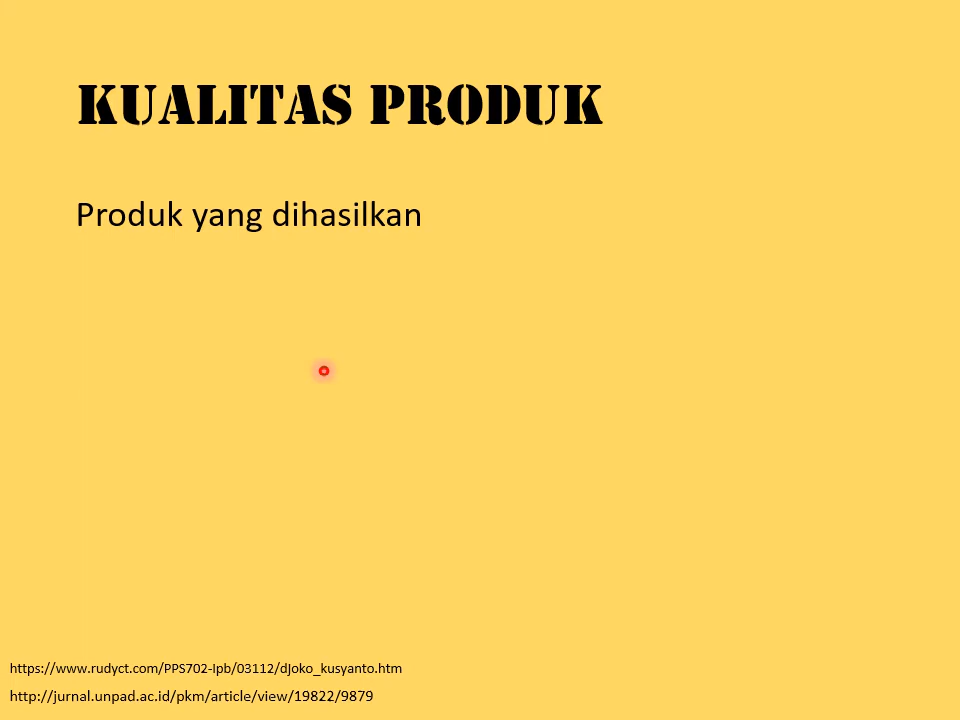 KUALITAS PRODUK
Produk yang dihasilkan
https://www.rudyct.com/PPS702-ipb/03112/djoko_kusyanto.htm
http://jurnal.unpad.ac.id/pkm/article/view/19822/9879